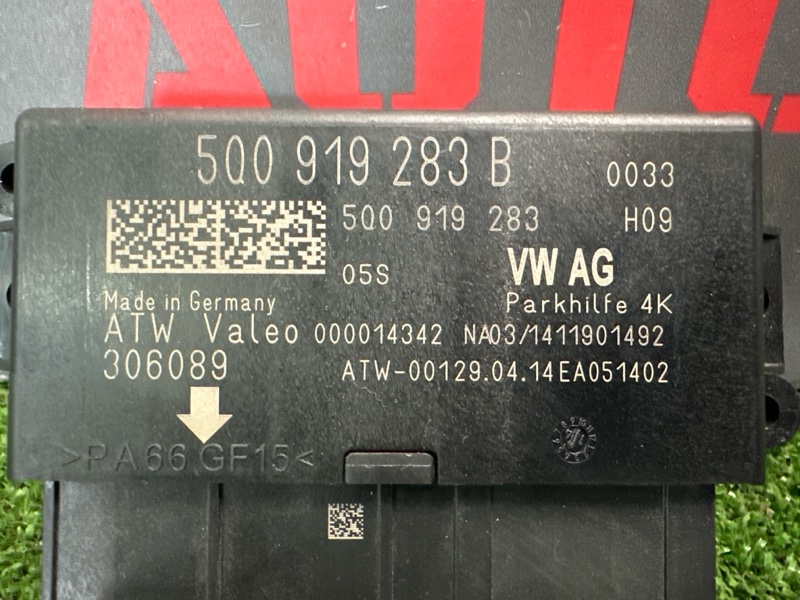 5Q0 919 283 B 0033
5Q0 919 283 H09
05S VW AG
Made in Germany Parkhilfe 4K
ATW Valeo 000014342 NA03/1411901492
306089 ATW-00129.04.14EA051402
>PA66 GF15<